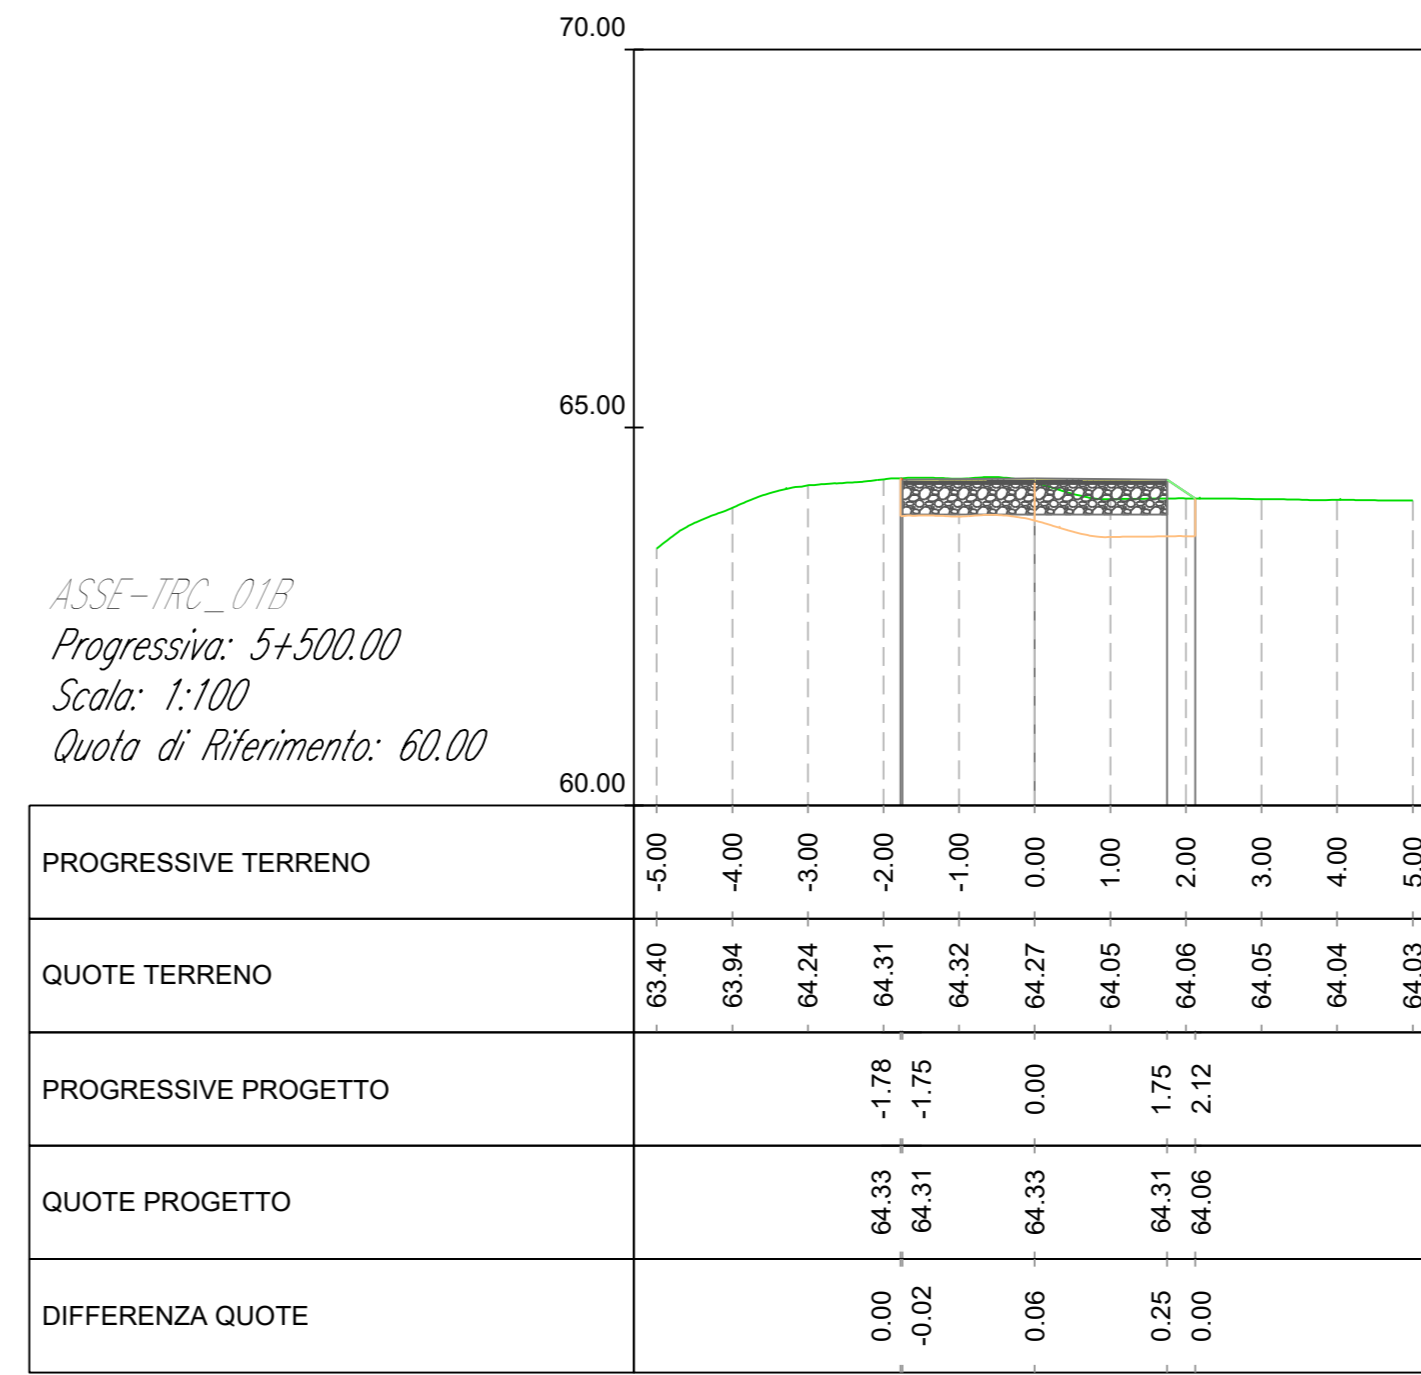 70.00
65.00
ASSE-TRC_01B
Progressiva: 5+500.00
Scala: 1:100
Quota di Riferimento: 60.00
60.00
PROGRESSIVE TERRENO -5.00 -4.00 -3.00 -2.00 -1.00 0.00 1.00 2.00 3.00 4.00 5.00
QUOTE TERRENO 63.40 63.94 64.24 64.31 64.32 64.27 64.05 64.06 64.05 64.04 64.03
PROGRESSIVE PROGETTO -1.78 -1.75 0.00 1.75 2.12
QUOTE PROGETTO 64.33 64.31 64.33 64.31 64.06
DIFFERENZA QUOTE 0.00 -0.02 0.06 0.25 0.00